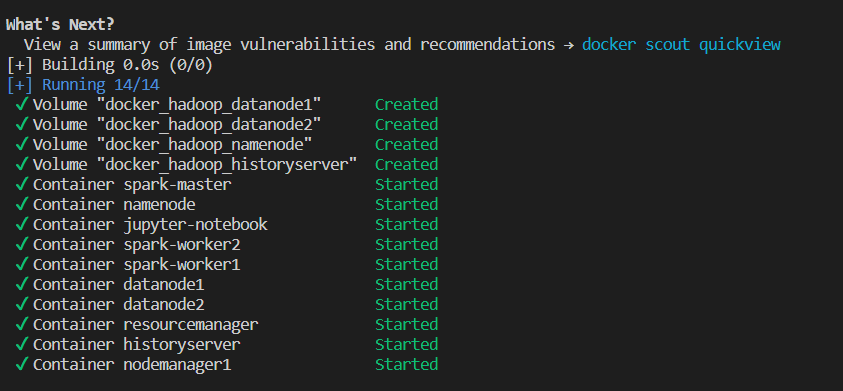 What's Next?
View a summary of image vulnerabilities and recommendations → docker scout quickview
[+] Building 0.0s (0/0)
[+] Running 14/14
✓ Volume "docker_hadoop_datanode1" Created
✓ Volume "docker_hadoop_datanode2" Created
✓ Volume "docker_hadoop_namenode" Created
✓ Volume "docker_hadoop_historyserver" Created
✓ Container spark-master Started
✓ Container namenode Started
✓ Container jupyter-notebook Started
✓ Container spark-worker2 Started
✓ Container spark-worker1 Started
✓ Container datanode1 Started
✓ Container datanode2 Started
✓ Container resourcemanager Started
✓ Container historyserver Started
✓ Container nodemanager1 Started